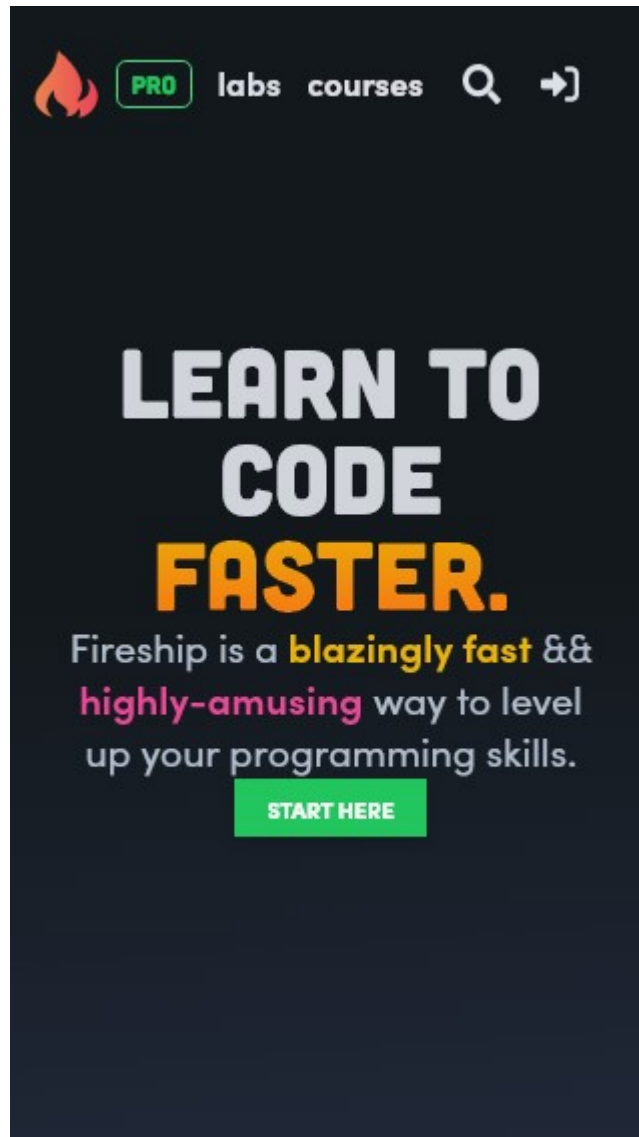 PRO labs courses
LEARN TO
CODE
FASTER.
Fireship is a blazingly fast &&
highly-amusing way to level
up your programming skills.
START HERE